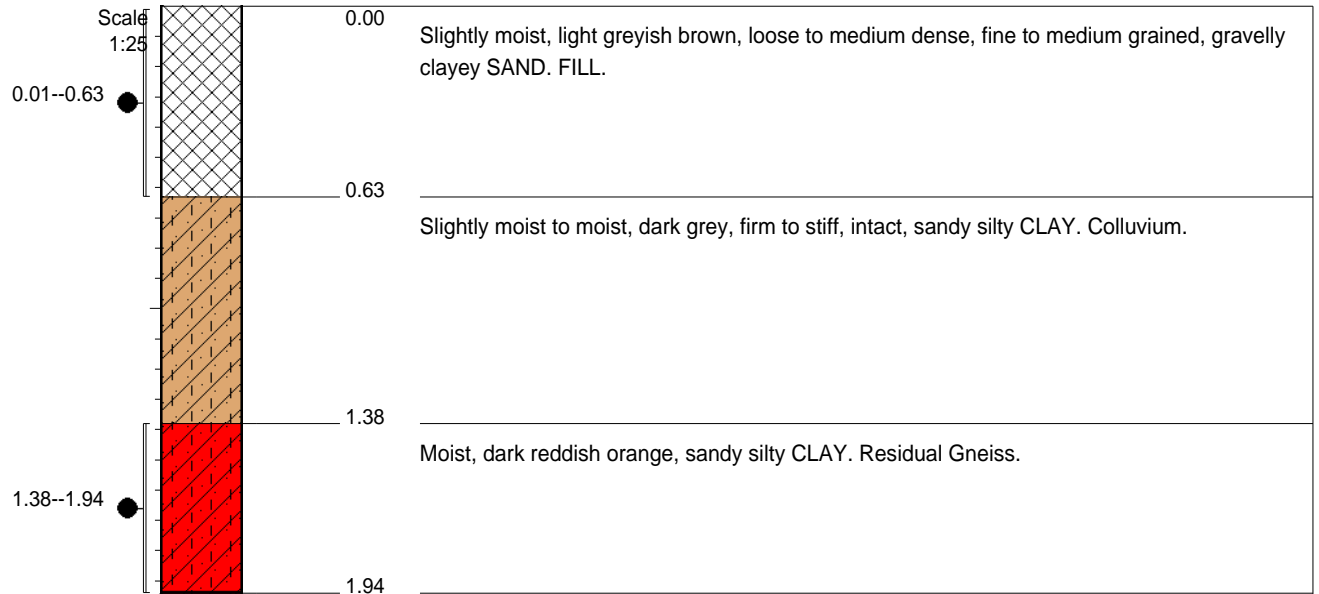 Scale
1:25
0.00
Slightly moist, light greyish brown, loose to medium dense, fine to medium grained, gravelly
clayey SAND. FILL.
0.01--0.63
0.63
Slightly moist to moist, dark grey, firm to stiff, intact, sandy silty CLAY. Colluvium.
1.38
Moist, dark reddish orange, sandy silty CLAY. Residual Gneiss.
1.38--1.94
1.94